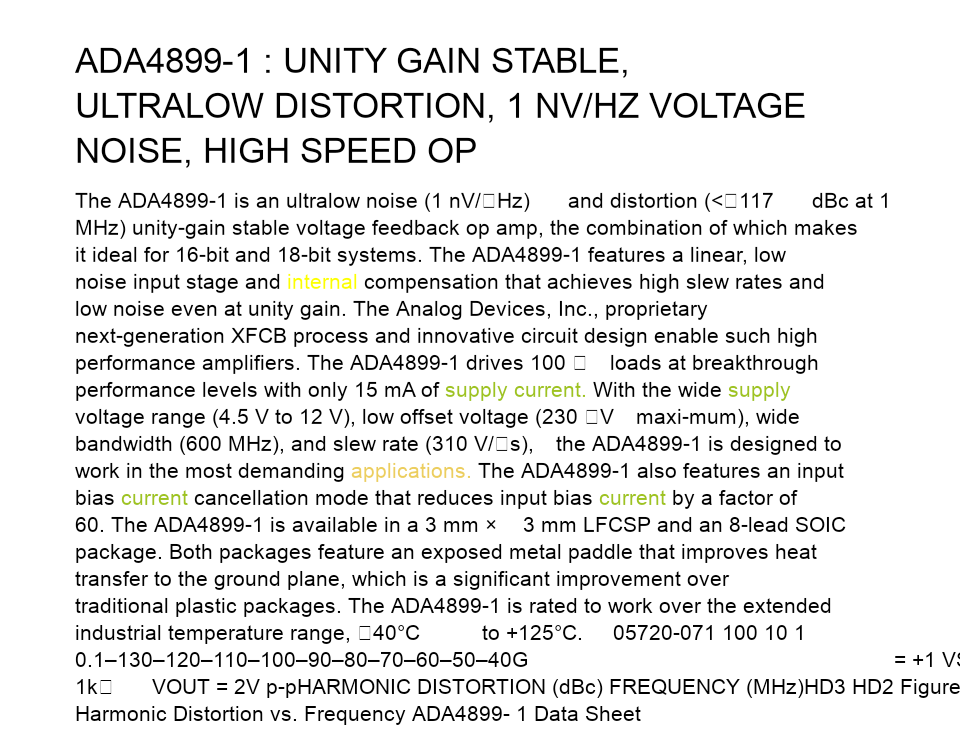 ADA4899-1 : UNITY GAIN STABLE,
ULTRALOW DISTORTION, 1 NV/HZ VOLTAGE
NOISE, HIGH SPEED OP
The ADA4899-1 is an ultralow noise (1 nV/□Hz) and distortion (<□117 dBc at 1
MHz) unity-gain stable voltage feedback op amp, the combination of which makes
it ideal for 16-bit and 18-bit systems. The ADA4899-1 features a linear, low
noise input stage and internal compensation that achieves high slew rates and
low noise even at unity gain. The Analog Devices, Inc., proprietary
next-generation XFCB process and innovative circuit design enable such high
performance amplifiers. The ADA4899-1 drives 100 □ loads at breakthrough
performance levels with only 15 mA of supply current. With the wide supply
voltage range (4.5 V to 12 V), low offset voltage (230 □V maxi-mum), wide
bandwidth (600 MHz), and slew rate (310 V/□s), the ADA4899-1 is designed to
work in the most demanding applications. The ADA4899-1 also features an input
bias current cancellation mode that reduces input bias current by a factor of
60. The ADA4899-1 is available in a 3 mm × 3 mm LFCSP and an 8-lead SOIC
package. Both packages feature an exposed metal paddle that improves heat
transfer to the ground plane, which is a significant improvement over
traditional plastic packages. The ADA4899-1 is rated to work over the extended
industrial temperature range, □40°C to +125°C. 05720-071 100 10 1
0.1–130–120–110–100–90–80–70–60–50–40G = +1 VS
1k□ VOUT = 2V p-pHARMONIC DISTORTION (dBc) FREQUENCY (MHz)HD3 HD2 Figure
Harmonic Distortion vs. Frequency ADA4899- 1 Data Sheet